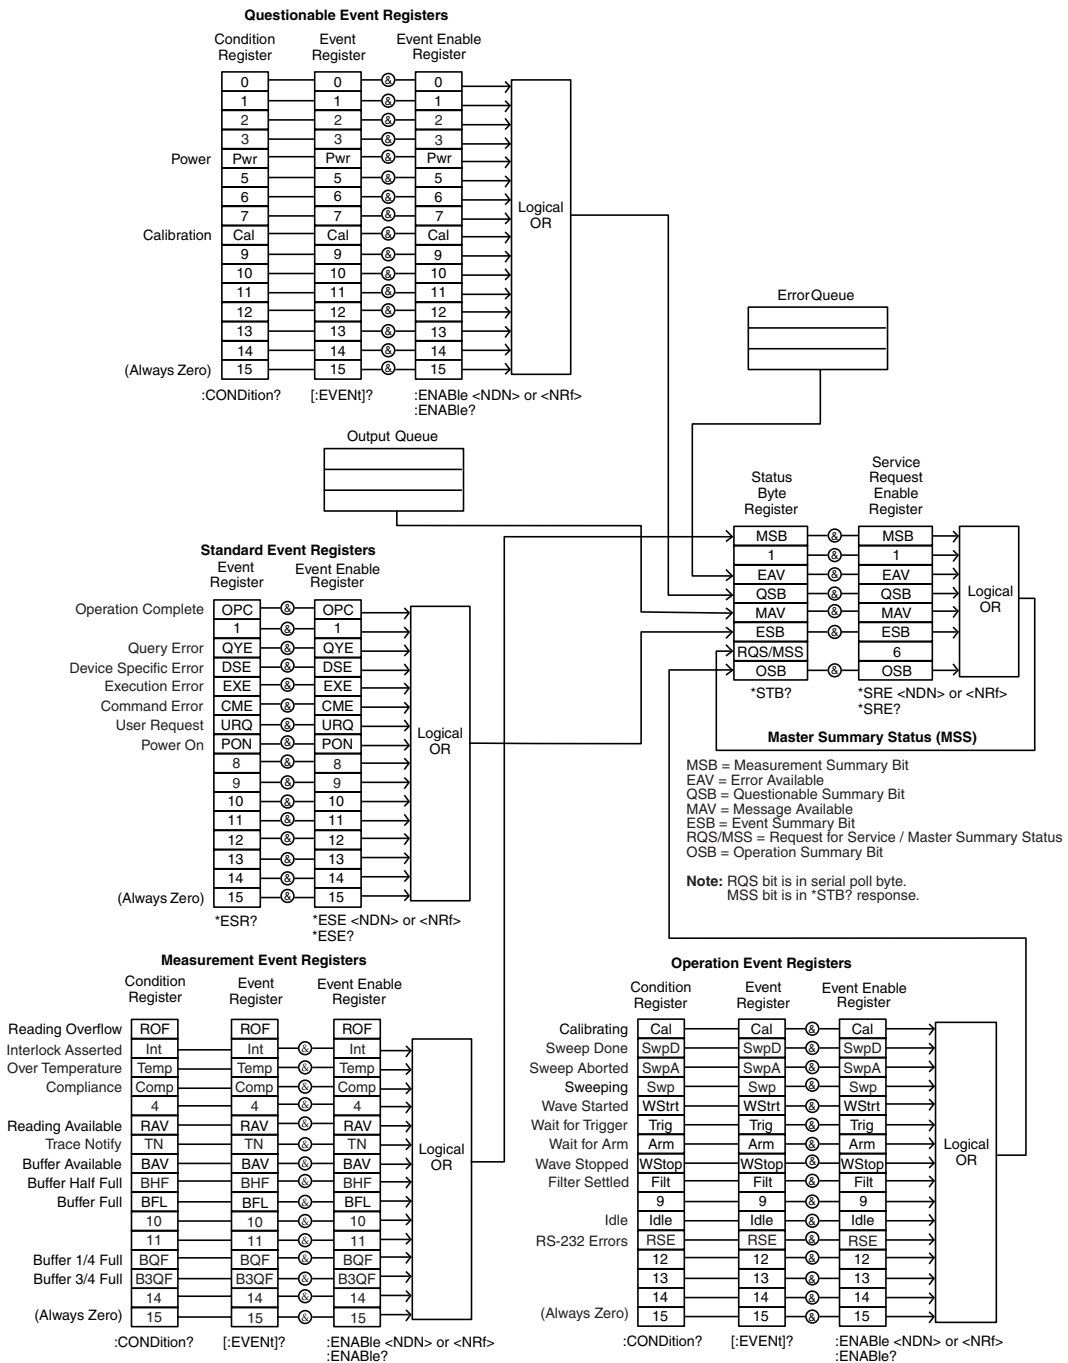 Questionable Event Registers
Condition Register
Event Register
Event Enable Register
0 0 & 0
1 1 & 1
2 2 & 2
3 3 & 3
Power Pwr Pwr & Pwr
5 5 & 5
6 6 & 6
7 7 & 7
Calibration Cal Cal & Cal
9 9 & 9
10 10 & 10
11 11 & 11
12 12 & 12
13 13 & 13
14 14 & 14
(Always Zero) 15 15 & 15
Logical OR
:CONDition? [:EVENt]? :ENABle <NDN> or <NRf>
:ENABle?
Error Queue
Output Queue
Status Byte Register
Service Request Enable Register
MSB & MSB
1 & 1
EAV & EAV
QSB & QSB
MAV & MAV
ESB & ESB
RQS/MSS 6
OSB & OSB
Logical OR
*STB? *SRE <NDN> or <NRf>
*SRE?
Master Summary Status (MSS)
MSB = Measurement Summary Bit
EAV = Error Available
QSB = Questionable Summary Bit
MAV = Message Available
ESB = Event Summary Bit
RQS/MSS = Request for Service / Master Summary Status
OSB = Operation Summary Bit
Note: RQS bit is in serial poll byte.
MSS bit is in *STB? response.
Standard Event Registers
Event Register
Event Enable Register
Operation Complete OPC & OPC
1 & 1
Query Error QYE & QYE
Device Specific Error DSE & DSE
Execution Error EXE & EXE
Command Error CME & CME
User Request URQ & URQ
Power On PON & PON
8 & 8
9 & 9
10 & 10
11 & 11
12 & 12
13 & 13
14 & 14
(Always Zero) 15 & 15
Logical OR
*ESR? *ESE <NDN> or <NRf>
*ESE?
Measurement Event Registers
Condition Register
Event Register
Event Enable Register
Reading Overflow ROF ROF ROF
Interlock Asserted Int Int & Int
Over Temperature Temp Temp & Temp
Compliance Comp Comp & Comp
4 4 & 4
Reading Available RAV RAV & RAV
Trace Notify TN TN & TN
Buffer Available BAV BAV & BAV
Buffer Half Full BHF BHF & BHF
Buffer Full BFL BFL & BFL
10 10 & 10
11 11 & 11
Buffer 1/4 Full BQF BQF & BQF
Buffer 3/4 Full B3QF B3QF & B3QF
14 14 & 14
(Always Zero) 15 15 & 15
Logical OR
:CONDition? [:EVENt]? :ENABle <NDN> or <NRf>
:ENABle?
Operation Event Registers
Condition Register
Event Register
Event Enable Register
Calibrating Cal Cal & Cal
Sweep Done SwpD SwpD & SwpD
Sweep Aborted SwpA SwpA & SwpA
Sweeping Swp Swp & Swp
Wave Started WStrt WStrt & WStrt
Wait for Trigger Trig Trig & Trig
Wait for Arm Arm Arm & Arm
Wave Stopped WStop WStop & WStop
Filter Settled Filt Filt & Filt
9 9 & 9
Idle Idle Idle & Idle
RS-232 Errors RSE RSE & RSE
12 12 & 12
13 13 & 13
14 14 & 14
(Always Zero) 15 15 & 15
Logical OR
:CONDition? [:EVENt]? :ENABle <NDN> or <NRf>
:ENABle?